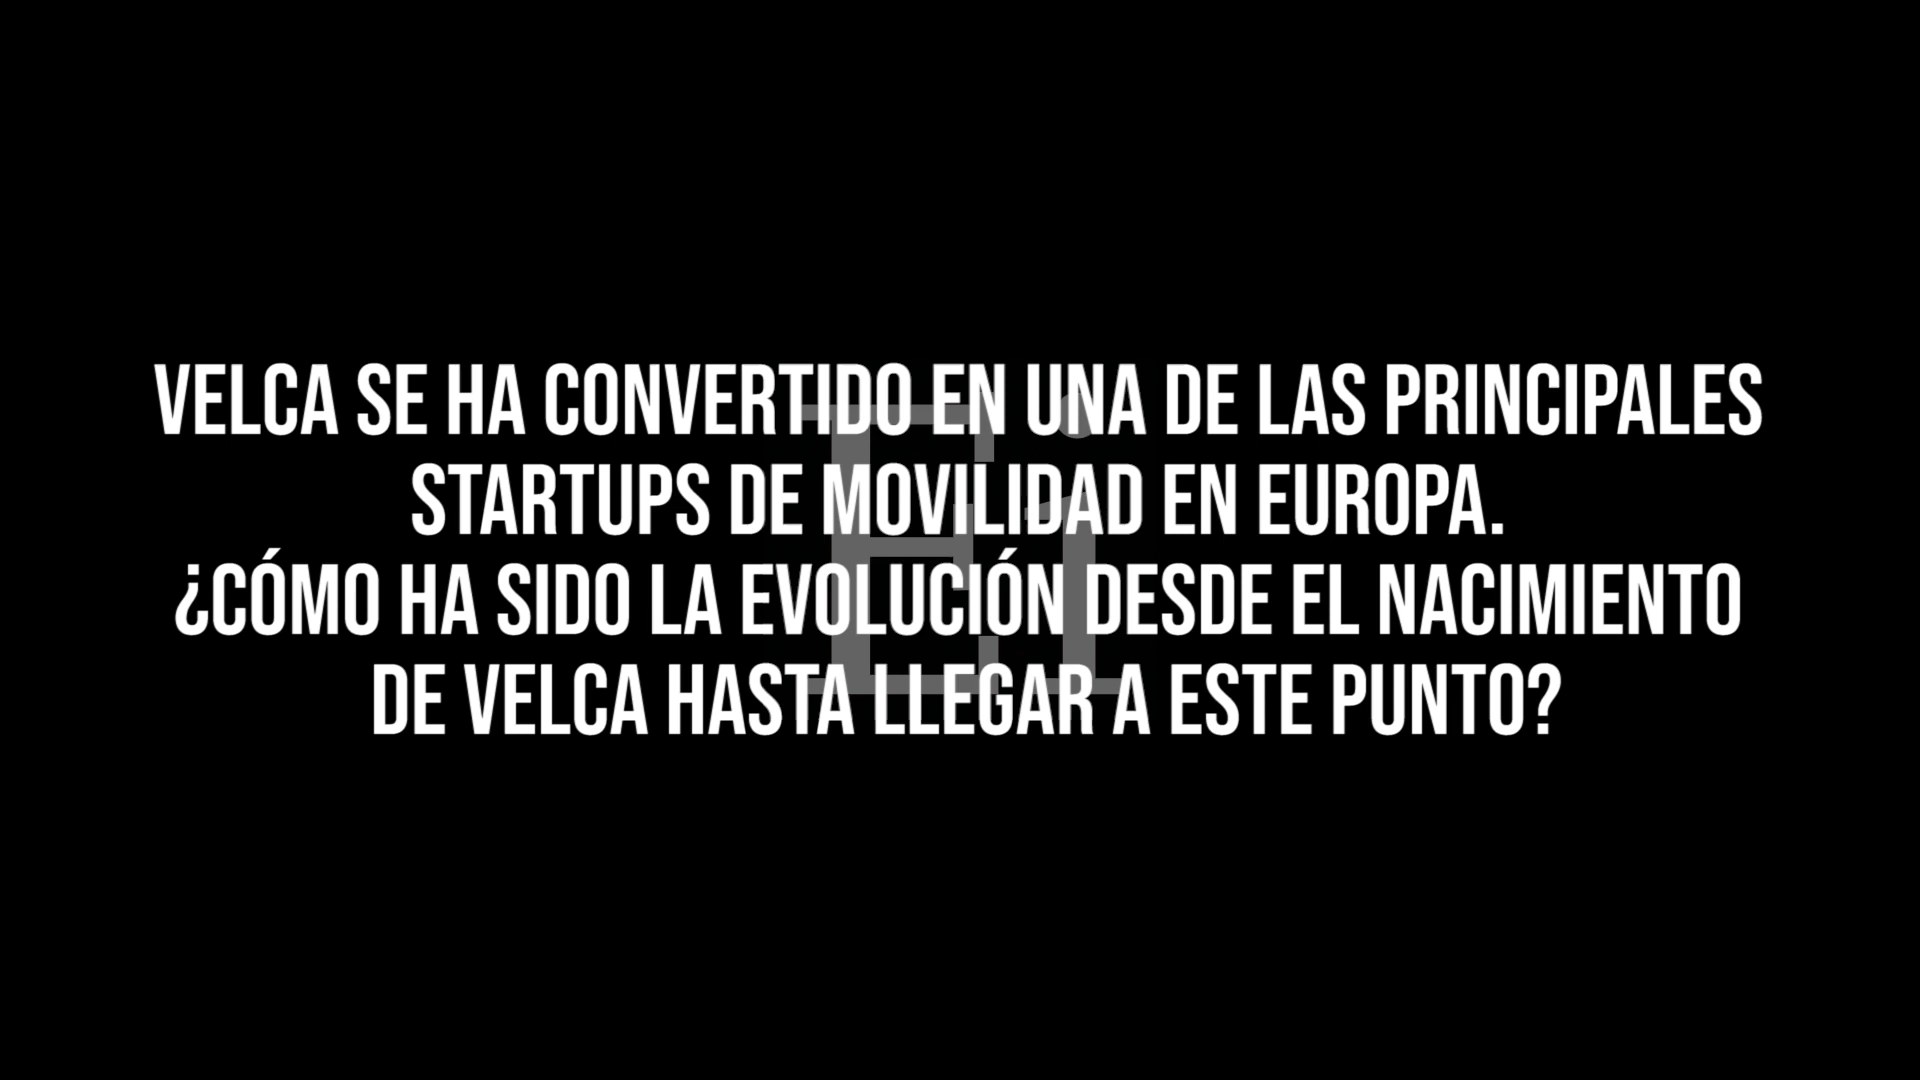 VELCA SE HA CONVERTIDO EN UNA DE LAS PRINCIPALES
STARTUPS DE MOVILIDAD EN EUROPA.
¿CÓMO HA SIDO LA EVOLUCIÓN DESDE EL NACIMIENTO
DE VELCA HASTA LLEGAR A ESTE PUNTO?
Ei